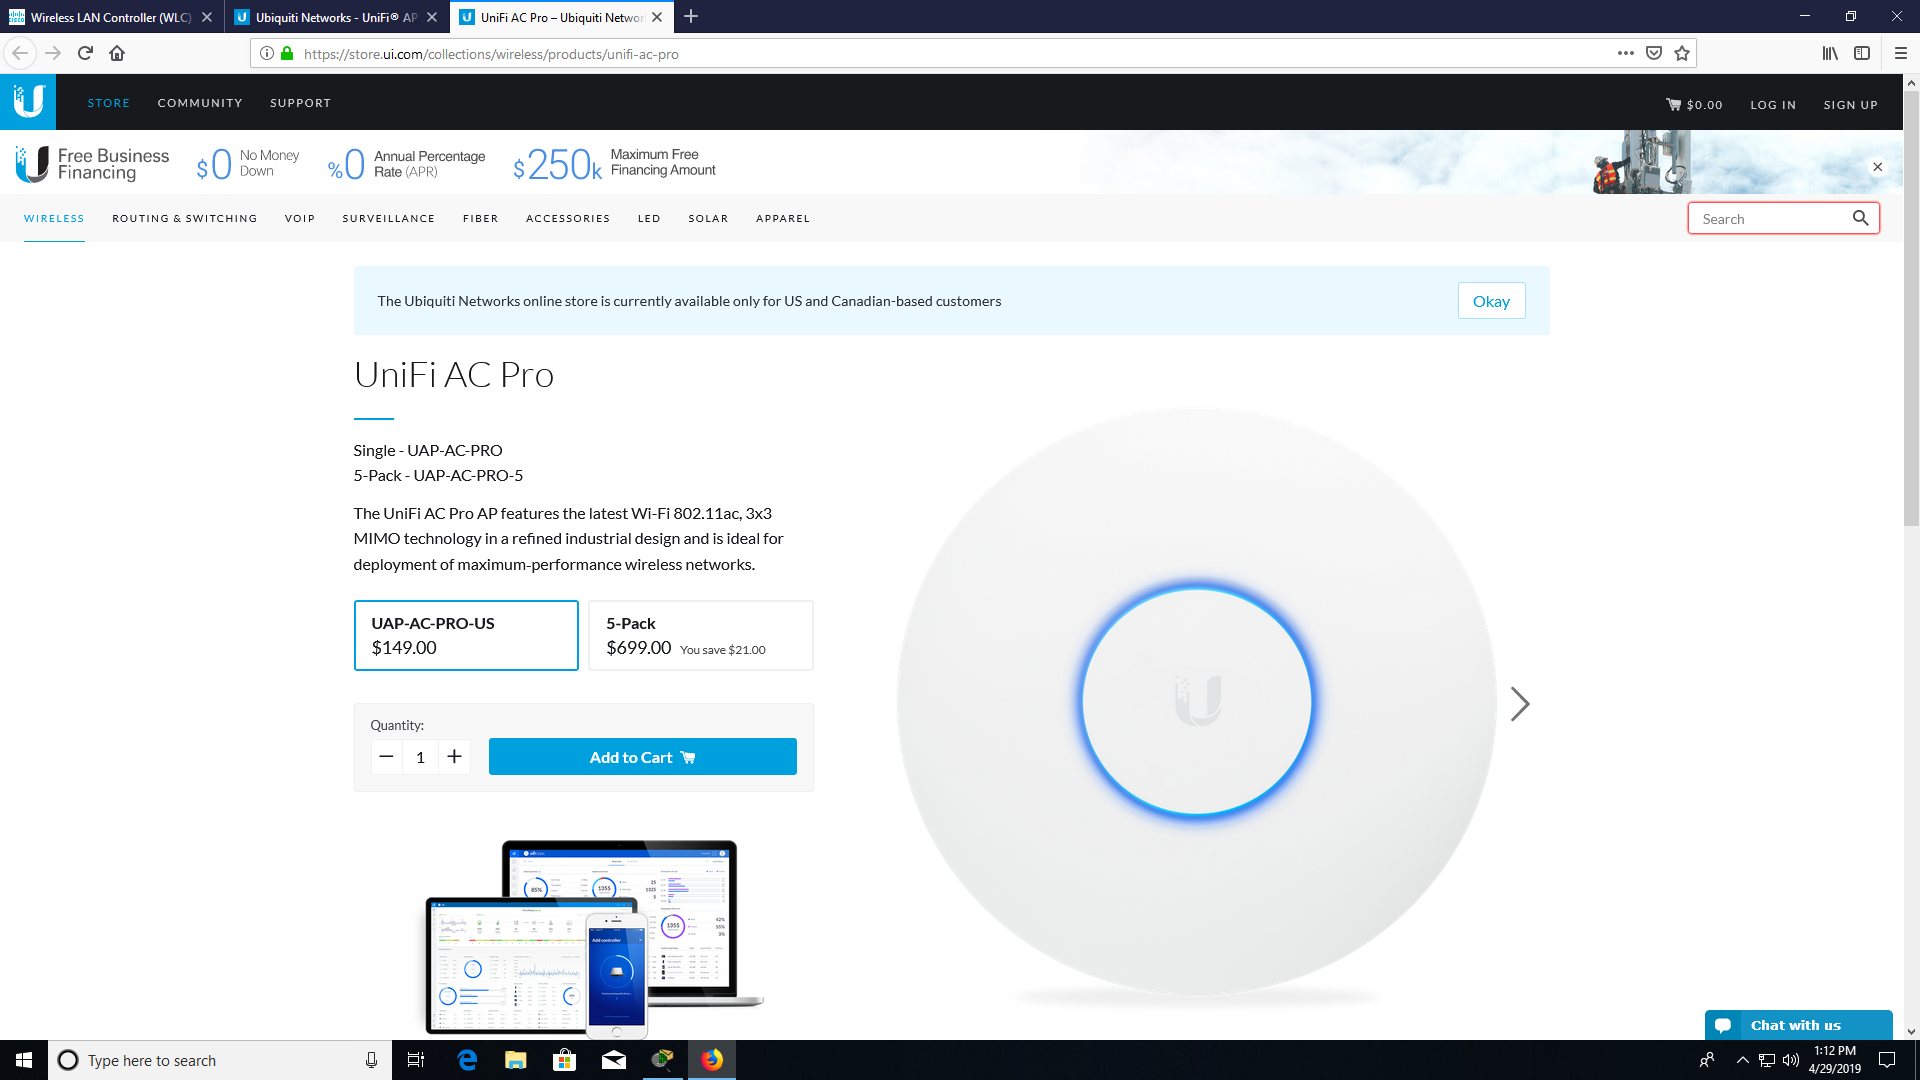 Wireless LAN Controller (WLC)
Ubiquiti Networks - UniFi® AP
UniFi AC Pro – Ubiquiti Networ
https://store.ui.com/collections/wireless/products/unifi-ac-pro
STORE COMMUNITY SUPPORT
$0.00 LOG IN SIGN UP
Free Business Financing
$0 No Money Down
%0 Annual Percentage Rate (APR)
$250k Maximum Free Financing Amount
WIRELESS ROUTING & SWITCHING VOIP SURVEILLANCE FIBER ACCESSORIES LED SOLAR APPAREL
Search
The Ubiquiti Networks online store is currently available only for US and Canadian-based customers
Okay
UniFi AC Pro
Single - UAP-AC-PRO
5-Pack - UAP-AC-PRO-5
The UniFi AC Pro AP features the latest Wi-Fi 802.11ac, 3x3
MIMO technology in a refined industrial design and is ideal for
deployment of maximum-performance wireless networks.
UAP-AC-PRO-US
$149.00
5-Pack
$699.00 You save $21.00
Quantity:
1
Add to Cart
85%
1355
1355
Add controller
Chat with us
Type here to search
1:12 PM
4/29/2019